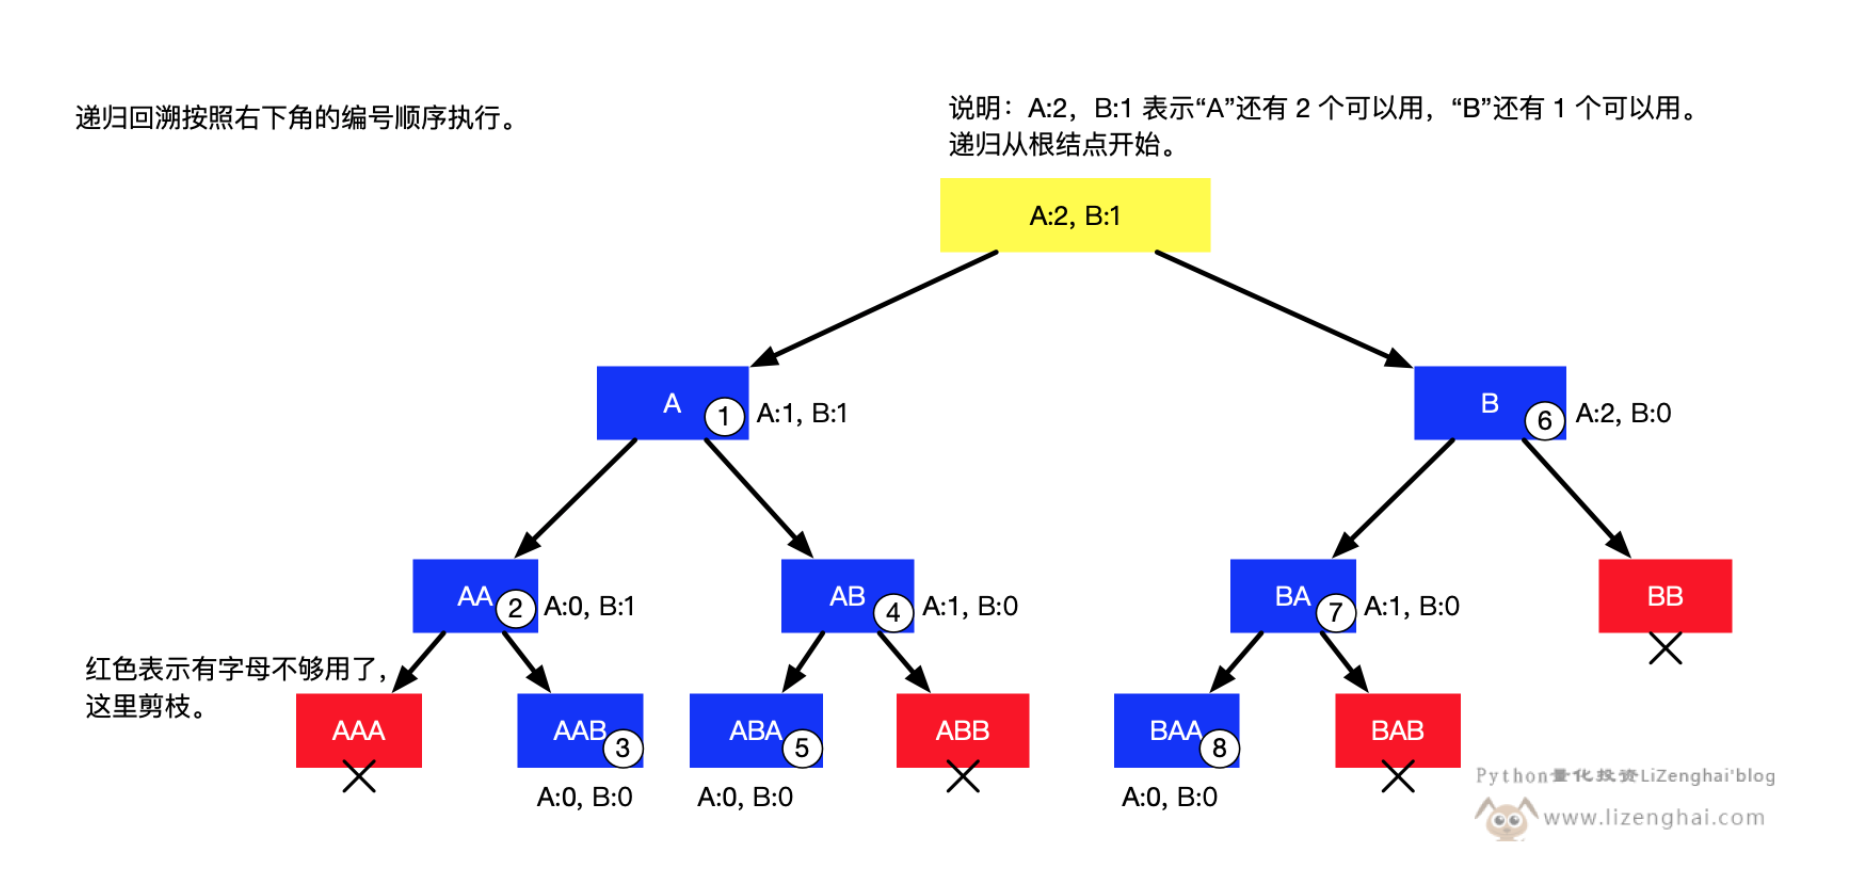 递归回溯按照右下角的编号顺序执行。
说明：A:2，B:1 表示“A”还有 2 个可以用，“B”还有 1 个可以用。
递归从根结点开始。
A:2, B:1
A
1
A:1, B:1
B
6
A:2, B:0
AA
2
A:0, B:1
AB
4
A:1, B:0
BA
7
A:1, B:0
BB
红色表示有字母不够用了，
这里剪枝。
AAA
AAB
3
ABA
5
ABB
BAA
8
BAB
A:0, B:0
A:0, B:0
A:0, B:0
Python量化投资LiZenghai'blog
www.lizenghai.com